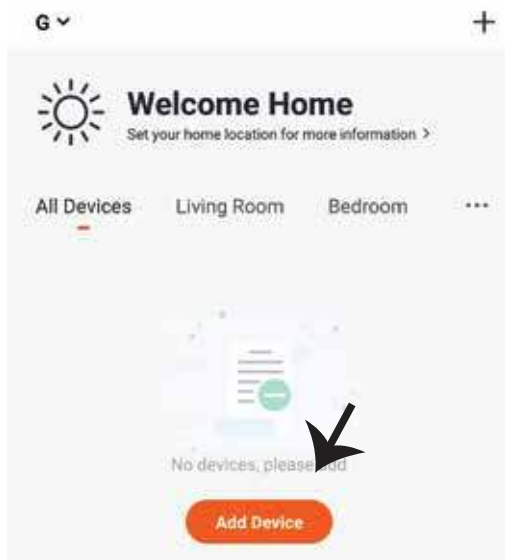 G
Welcome Home
Set your home location for more information >
All Devices Living Room Bedroom ...
No devices, please add
Add Device